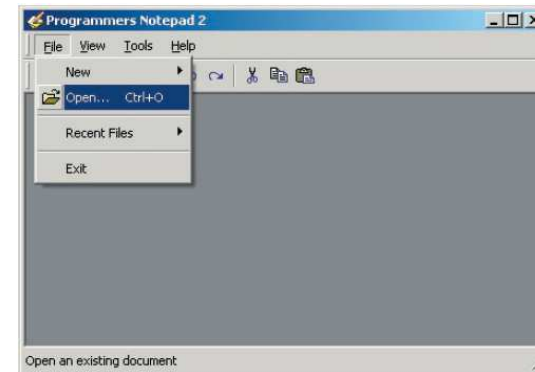 Programmers Notepad 2
File View Tools Help
New
Open... Ctrl+O
Recent Files
Exit
Open an existing document